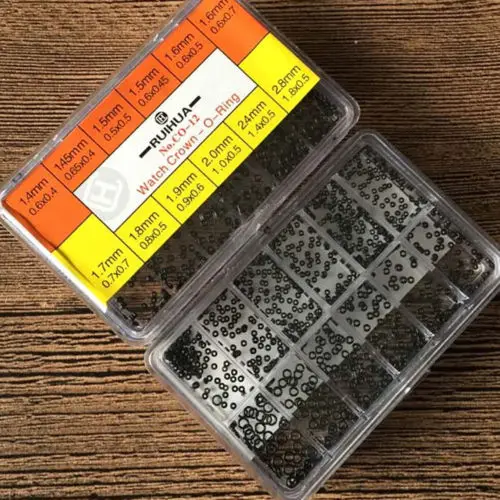 1.4mm
0.6x0.4
1.45mm
0.65x0.4
1.5mm
0.5x0.5
1.5mm
0.6x0.45
1.6mm
0.6x0.5
1.6mm
0.6x0.7
RUIHUA
No.CO-12
Watch Crown - O-Ring
1.7mm
0.7x0.7
1.8mm
0.8x0.5
1.9mm
0.9x0.6
2.0mm
1.0x0.5
2.4mm
1.4x0.5
2.8mm
1.8x0.5